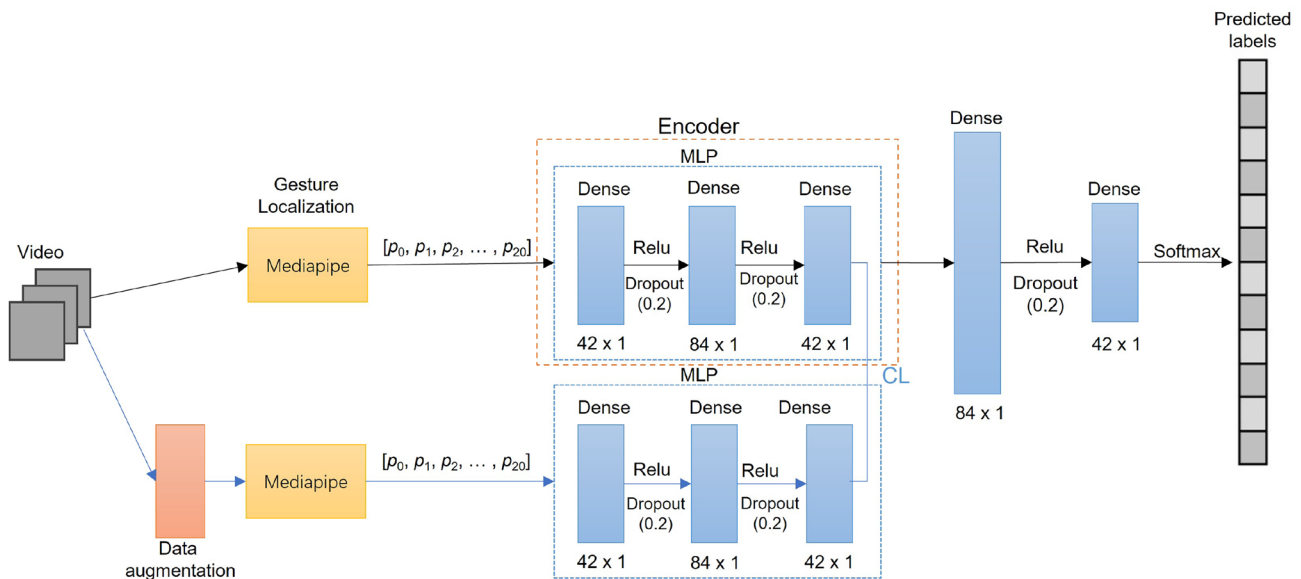 Predicted
labels
Dense
Encoder
MLP
Gesture
Localization
Dense
Dense
Dense
Dense
Video
Mediapipe
[p0, p1, p2, … , p20]
Relu
Dropout
(0.2)
Relu
Dropout
(0.2)
Relu
Dropout
(0.2)
Softmax
42 x 1
84 x 1
42 x 1
42 x 1
84 x 1
CL
MLP
Dense
Dense
Dense
Mediapipe
[p0, p1, p2, … , p20]
Relu
Dropout
(0.2)
Relu
Dropout
(0.2)
42 x 1
84 x 1
42 x 1
Data
augmentation